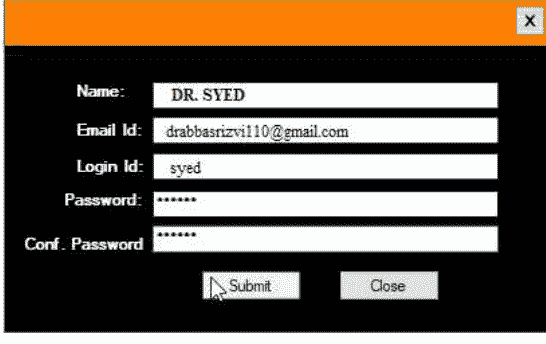 X
Name: DR. SYED
Email Id: drabbasrizvi110@gmail.com
Login Id: syed
Password: ******
Conf. Password ******
Submit Close